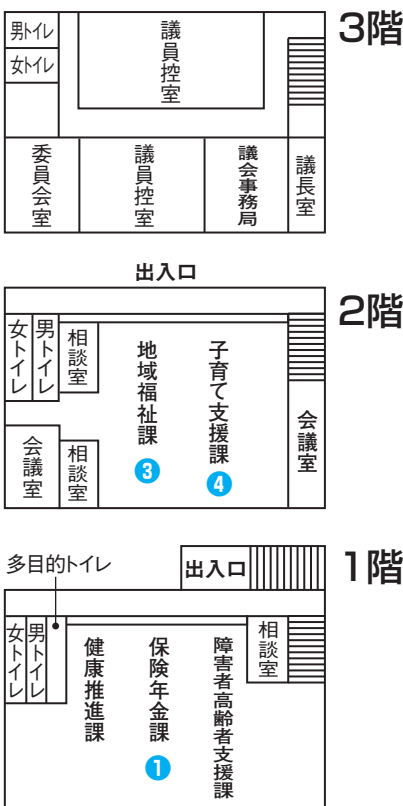 3階
男トイレ
女トイレ
議員控室
委員会室
議員控室
議会事務局
議長室
出入口
2階
女トイレ
男トイレ
相談室
地域福祉課
3
子育て支援課
4
会議室
会議室
相談室
1階
多目的トイレ
出入口
女トイレ
男トイレ
健康推進課
保険年金課
1
障害者高齢者支援課
相談室